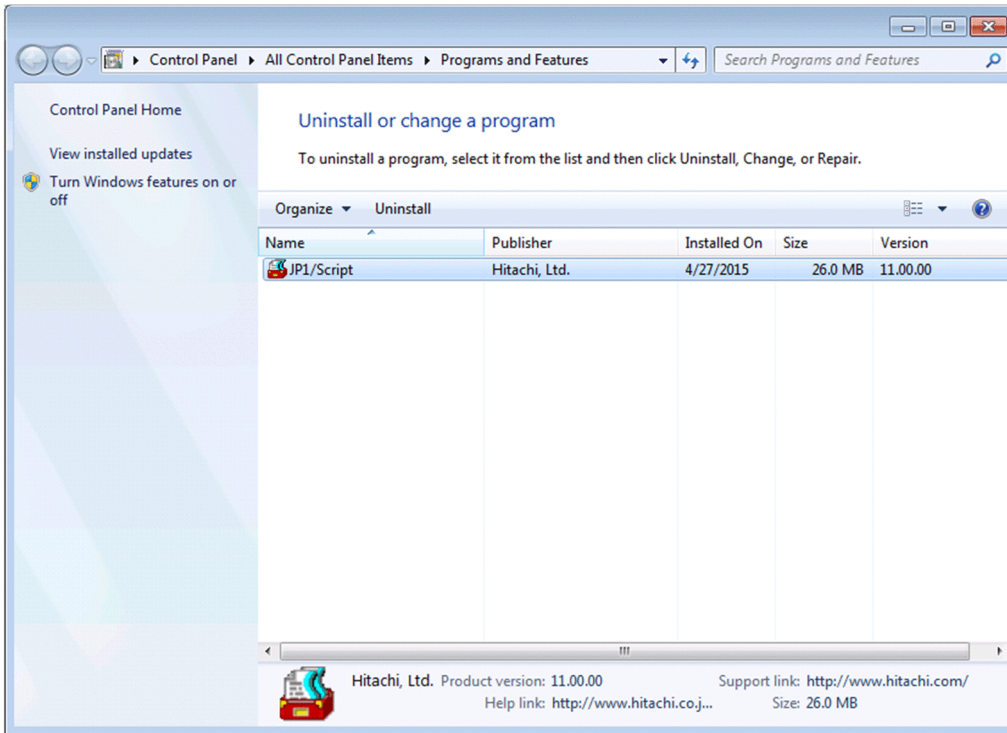 Control Panel All Control Panel Items Programs and Features Search Programs and Features
Control Panel Home
View installed updates
Turn Windows features on or
off
Uninstall or change a program
To uninstall a program, select it from the list and then click Uninstall, Change, or Repair.
Organize Uninstall
Name Publisher Installed On Size Version
JP1/Script Hitachi, Ltd. 4/27/2015 26.0 MB 11.00.00
Hitachi, Ltd. Product version: 11.00.00 Support link: http://www.hitachi.com/
Help link: http://www.hitachi.co.j... Size: 26.0 MB